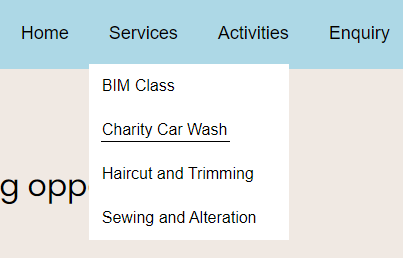 Home Services Activities Enquiry
BIM Class
Charity Car Wash
Haircut and Trimming
g opp
Sewing and Alteration